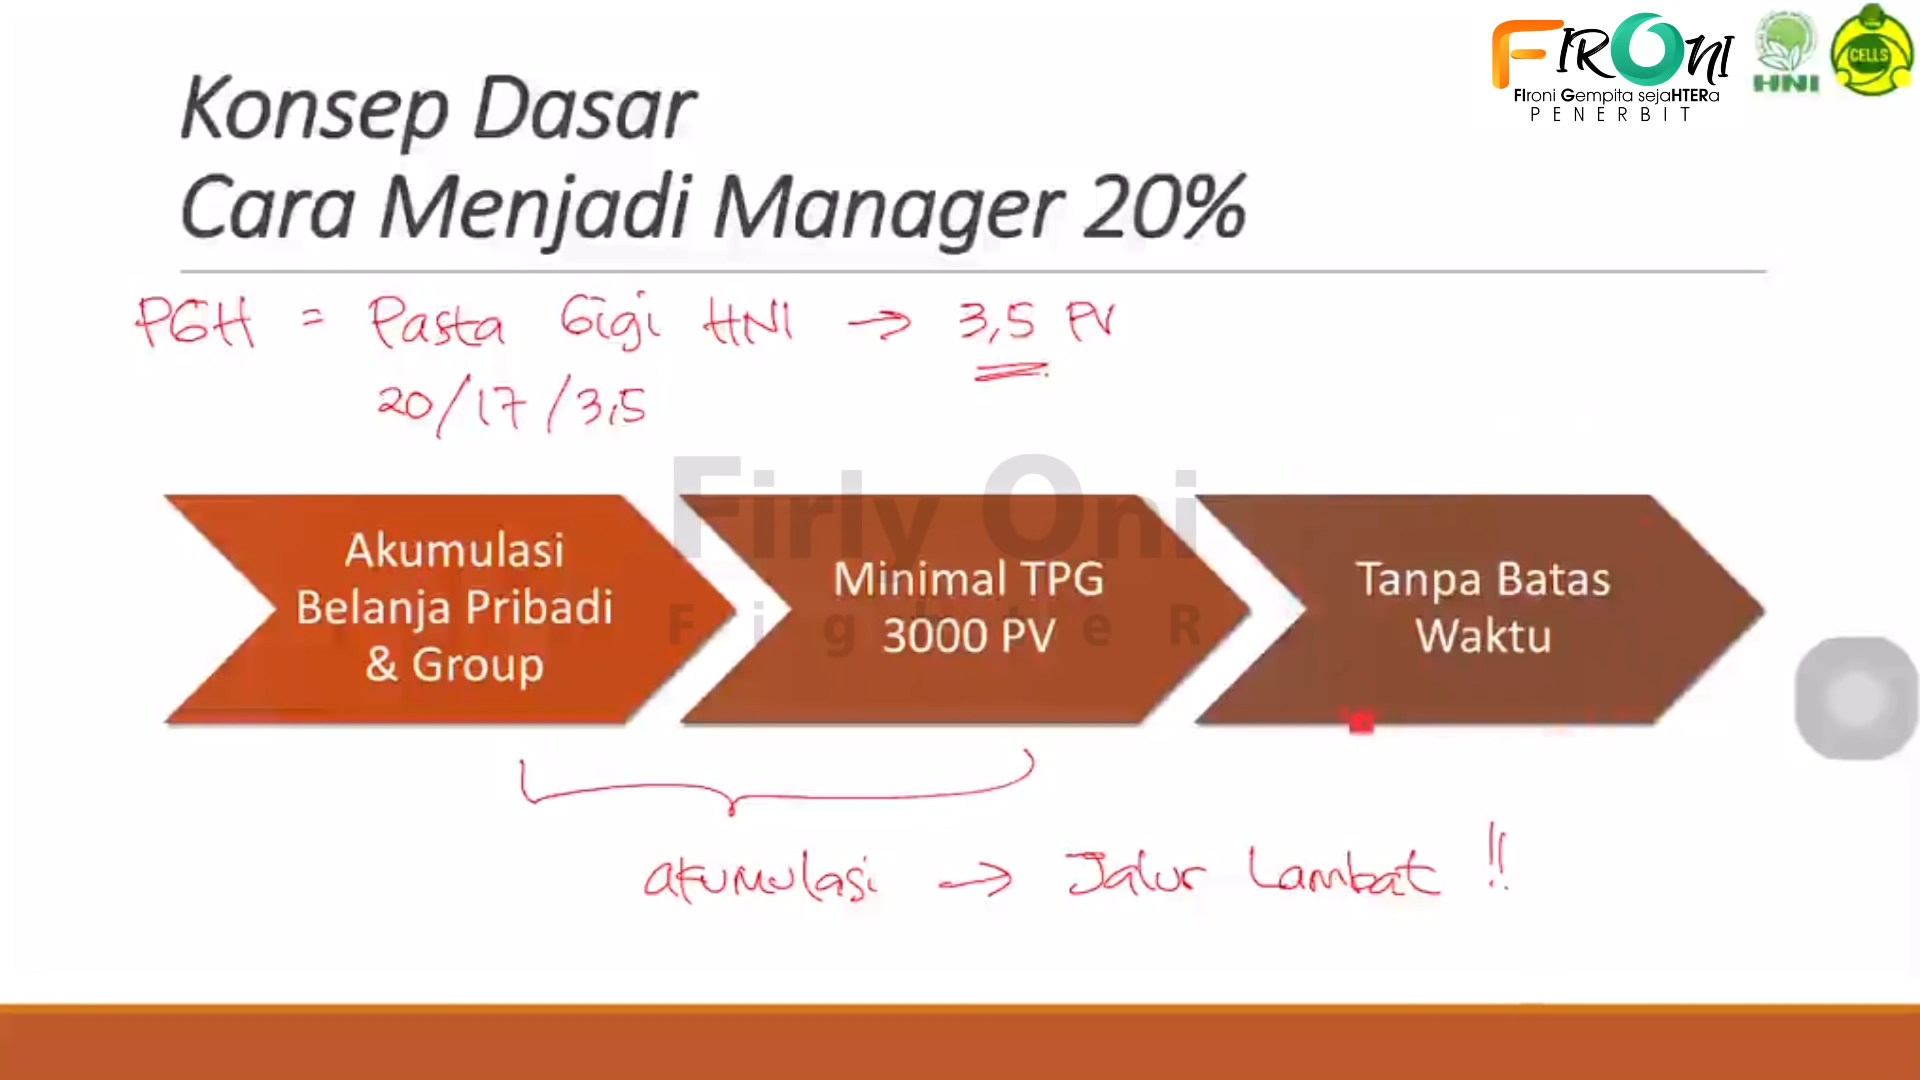 FIRONI
FIroni Gempita sejaHTERa
PENERBIT
HNI
CELLS
Konsep Dasar
Cara Menjadi Manager 20%
PGH = Pasta Gigi HNI → 3,5 PV
20/17/3,5
Firly Oni
FighteR
Akumulasi
Belanja Pribadi
& Group
Minimal TPG
3000 PV
Tanpa Batas
Waktu
akumulasi → Jalur Lambat !!